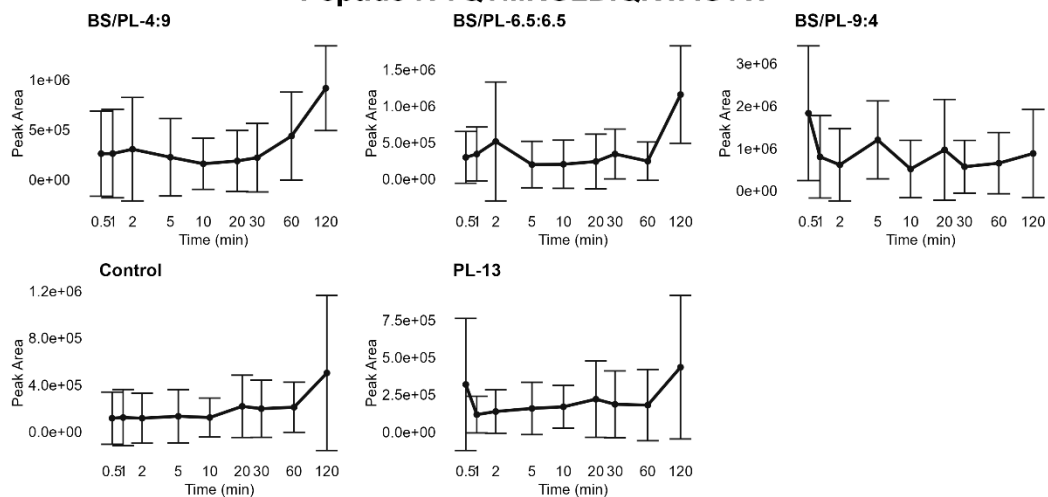 BS/PL-4:9
BS/PL-6.5:6.5
BS/PL-9:4
Peak Area
1e+06
5e+05
0e+00
0.51 2 5 10 20 30 60 120
Time (min)
Peak Area
1.5e+06
1.0e+06
5.0e+05
0.0e+00
0.51 2 5 10 20 30 60 120
Time (min)
Peak Area
3e+06
2e+06
1e+06
0e+00
0.51 2 5 10 20 30 60 120
Time (min)
Control
PL-13
Peak Area
1.2e+06
8.0e+05
4.0e+05
0.0e+00
0.51 2 5 10 20 30 60 120
Time (min)
Peak Area
7.5e+05
5.0e+05
2.5e+05
0.0e+00
0.51 2 5 10 20 30 60 120
Time (min)